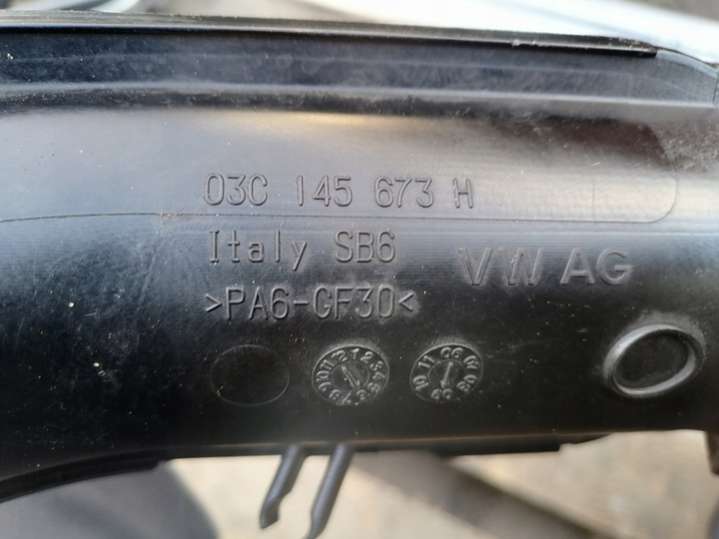 03C 145 673 H
Italy SB6
VW AG
>PA6-GF30<